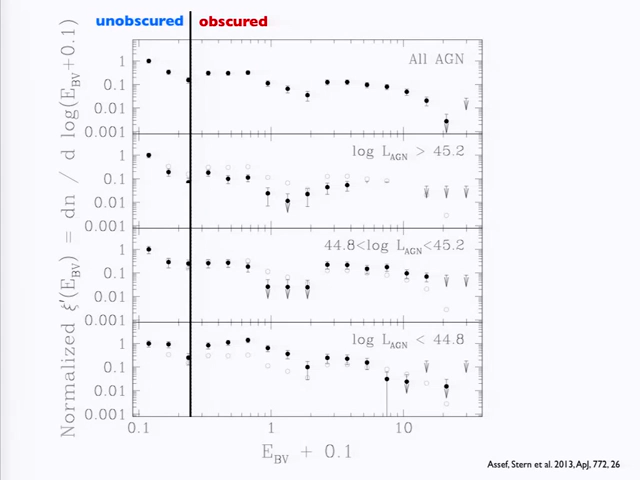 unobscured obscured
Normalized ξ'(E_BV) = dn / d log(E_BV+0.1)
All AGN
1
0.1
0.01
0.001
log L_AGN > 45.2
1
0.1
0.01
0.001
44.8<log L_AGN<45.2
1
0.1
0.01
0.001
log L_AGN < 44.8
1
0.1
0.01
0.001
0.1 1 10
E_BV + 0.1
Assef, Stern et al. 2013, ApJ, 772, 26